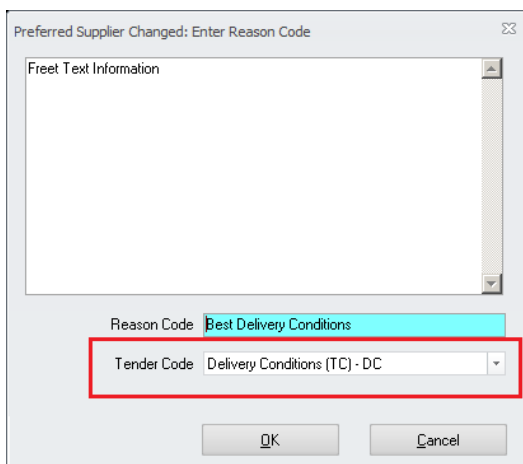 Preferred Supplier Changed: Enter Reason Code
Freet Text Information
Reason Code Best Delivery Conditions
Tender Code Delivery Conditions (TC) - DC
OK Cancel